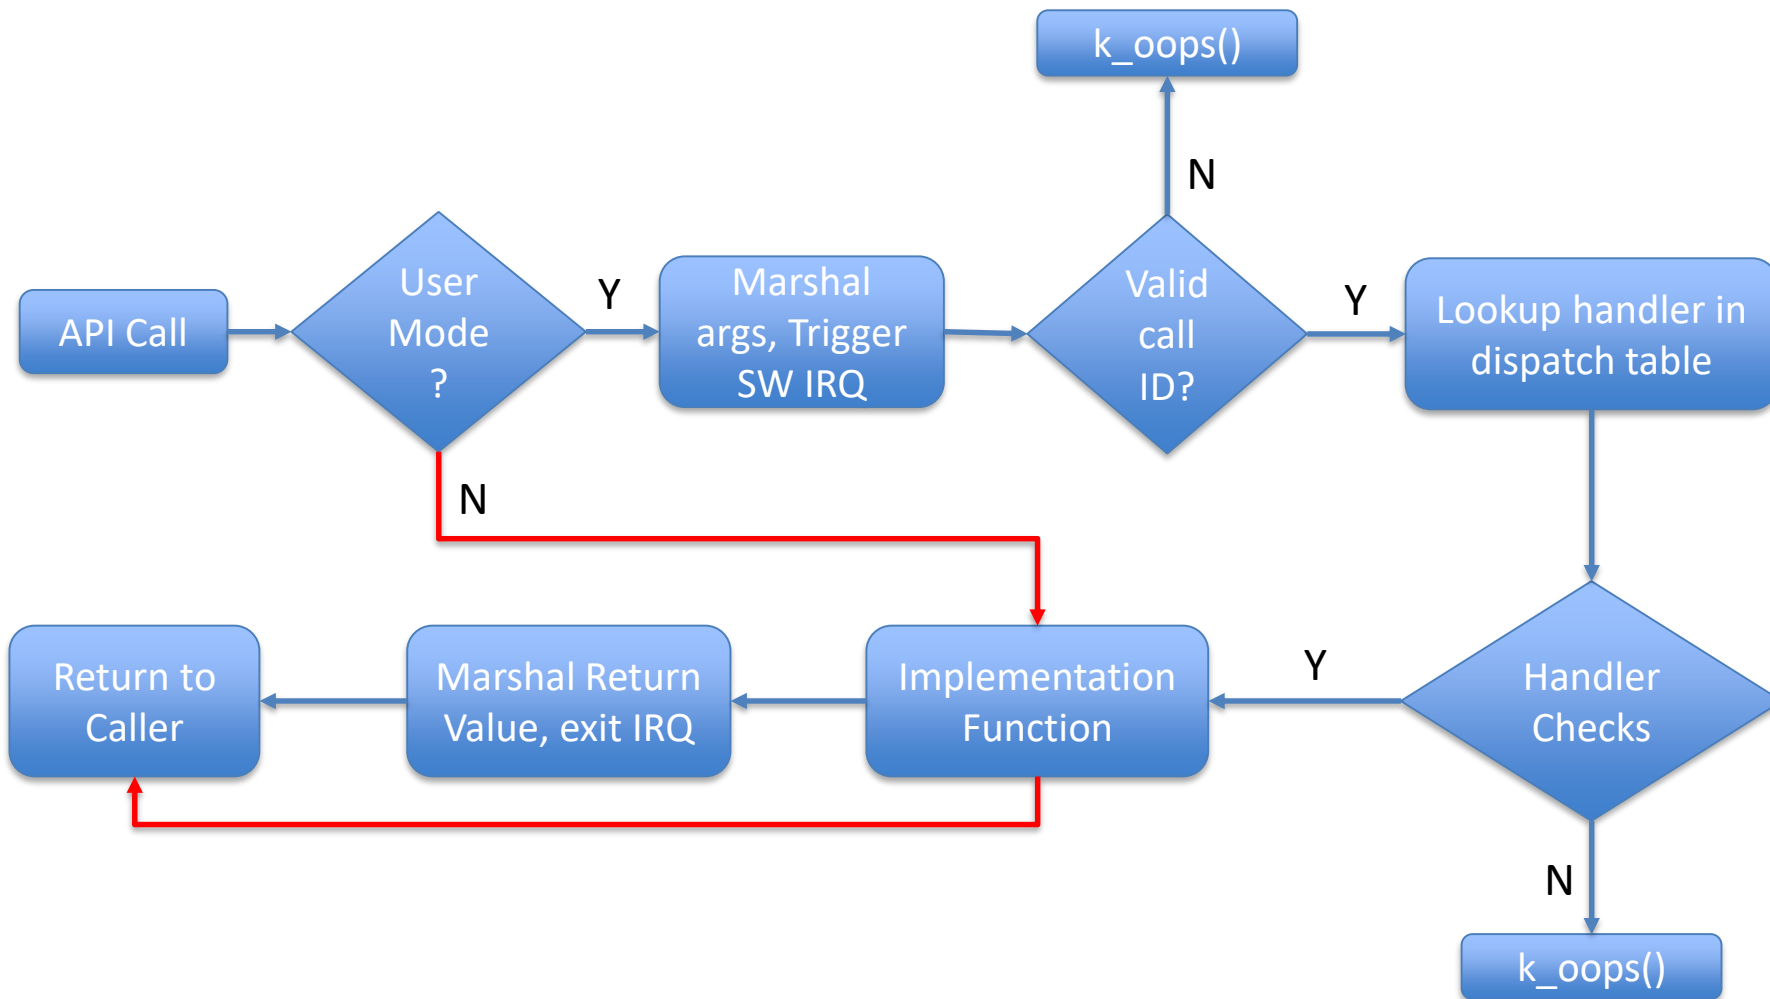 k_oops()
N
API Call
User
Mode
?
Y
Marshal
args, Trigger
SW IRQ
Valid
call
ID?
Y
Lookup handler in
dispatch table
N
Return to
Caller
Marshal Return
Value, exit IRQ
Implementation
Function
Y
Handler
Checks
N
k_oops()